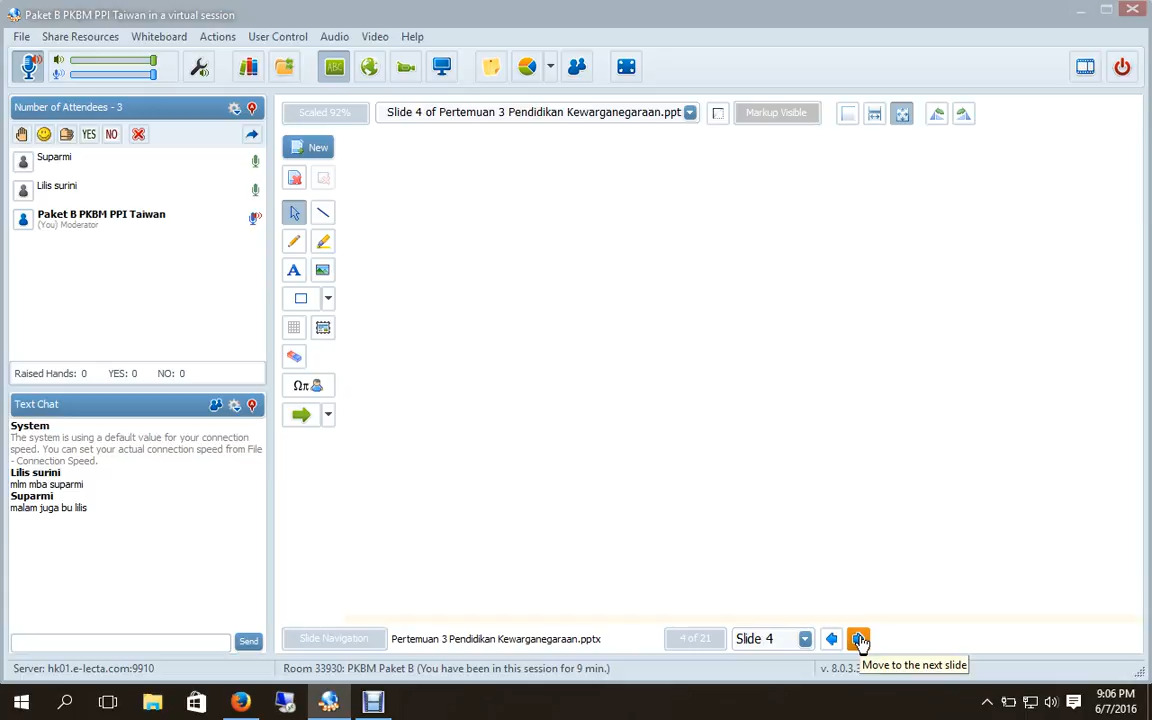 Paket B PKBM PPI Taiwan in a virtual session
File Share Resources Whiteboard Actions User Control Audio Video Help
ABC
Number of Attendees - 3
YES NO
Suparmi
Lilis surini
Paket B PKBM PPI Taiwan
(You) Moderator
Raised Hands: 0 YES: 0 NO: 0
Text Chat
System
The system is using a default value for your connection
speed. You can set your actual connection speed from File
- Connection Speed.
Lilis surini
mlm mba suparmi
Suparmi
malam juga bu lilis
Send
Scaled 92% Slide 4 of Pertemuan 3 Pendidikan Kewarganegaraan.ppt Markup Visible
New
A
Ωπ
Slide Navigation Pertemuan 3 Pendidikan Kewarganegaraan.pptx 4 of 21 Slide 4
Move to the next slide
Server: hk01.e-lecta.com:9910 Room 33930: PKBM Paket B (You have been in this session for 9 min.) v. 8.0.3.
9:06 PM
6/7/2016